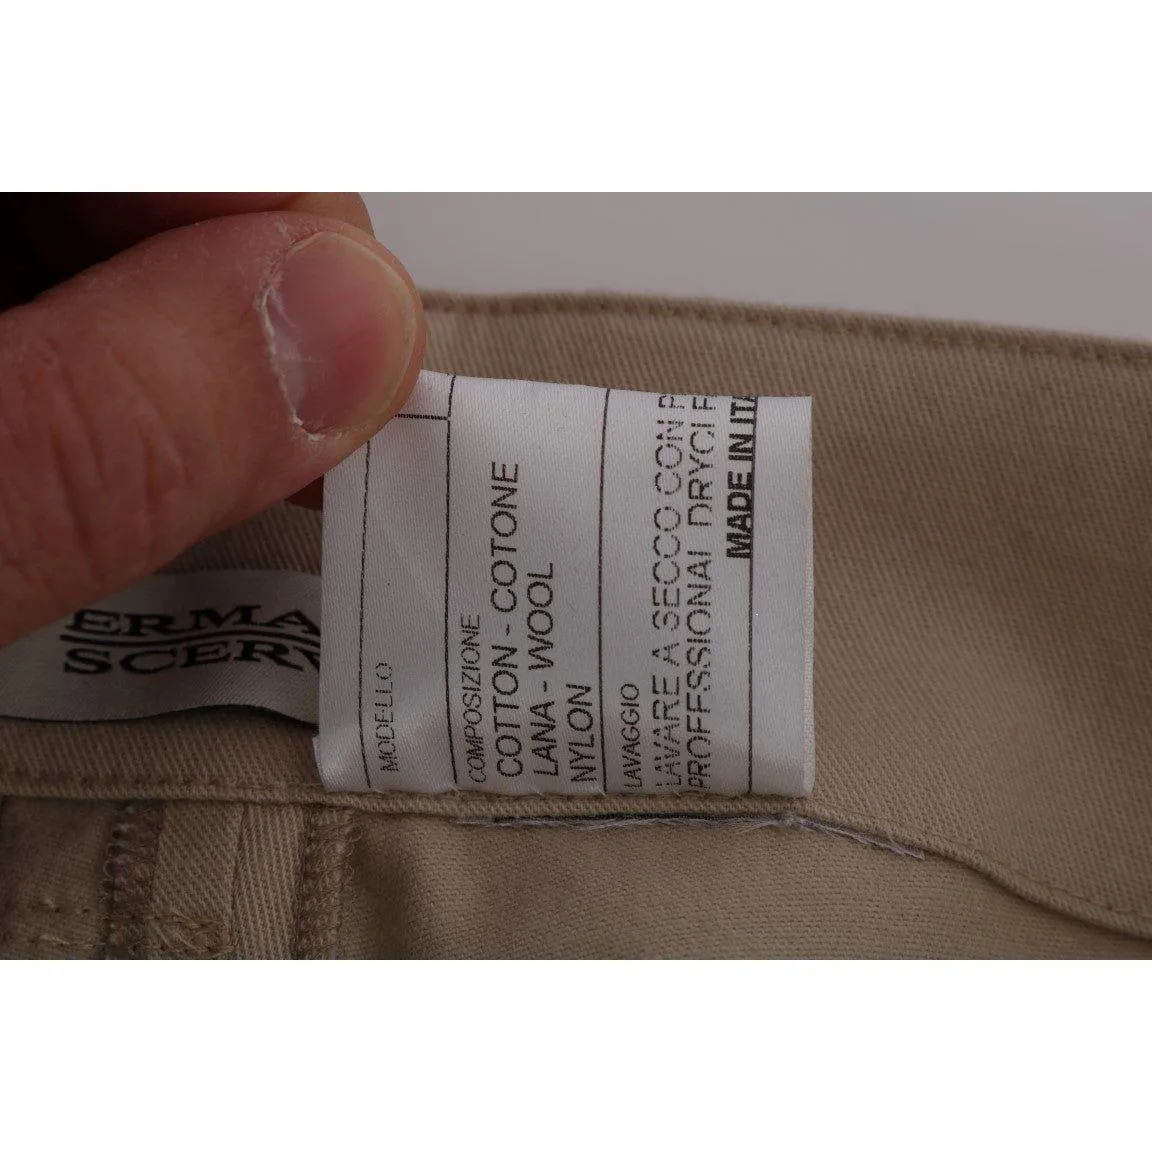 ERMA
SCERV
MODELLO
COMPOSIZIONE
COTTON - COTONE
LANA - WOOL
NYLON
LAVAGGIO
LAVARE A SECCO CON P
PROFESSIONAL DRYCL
MADE IN ITA